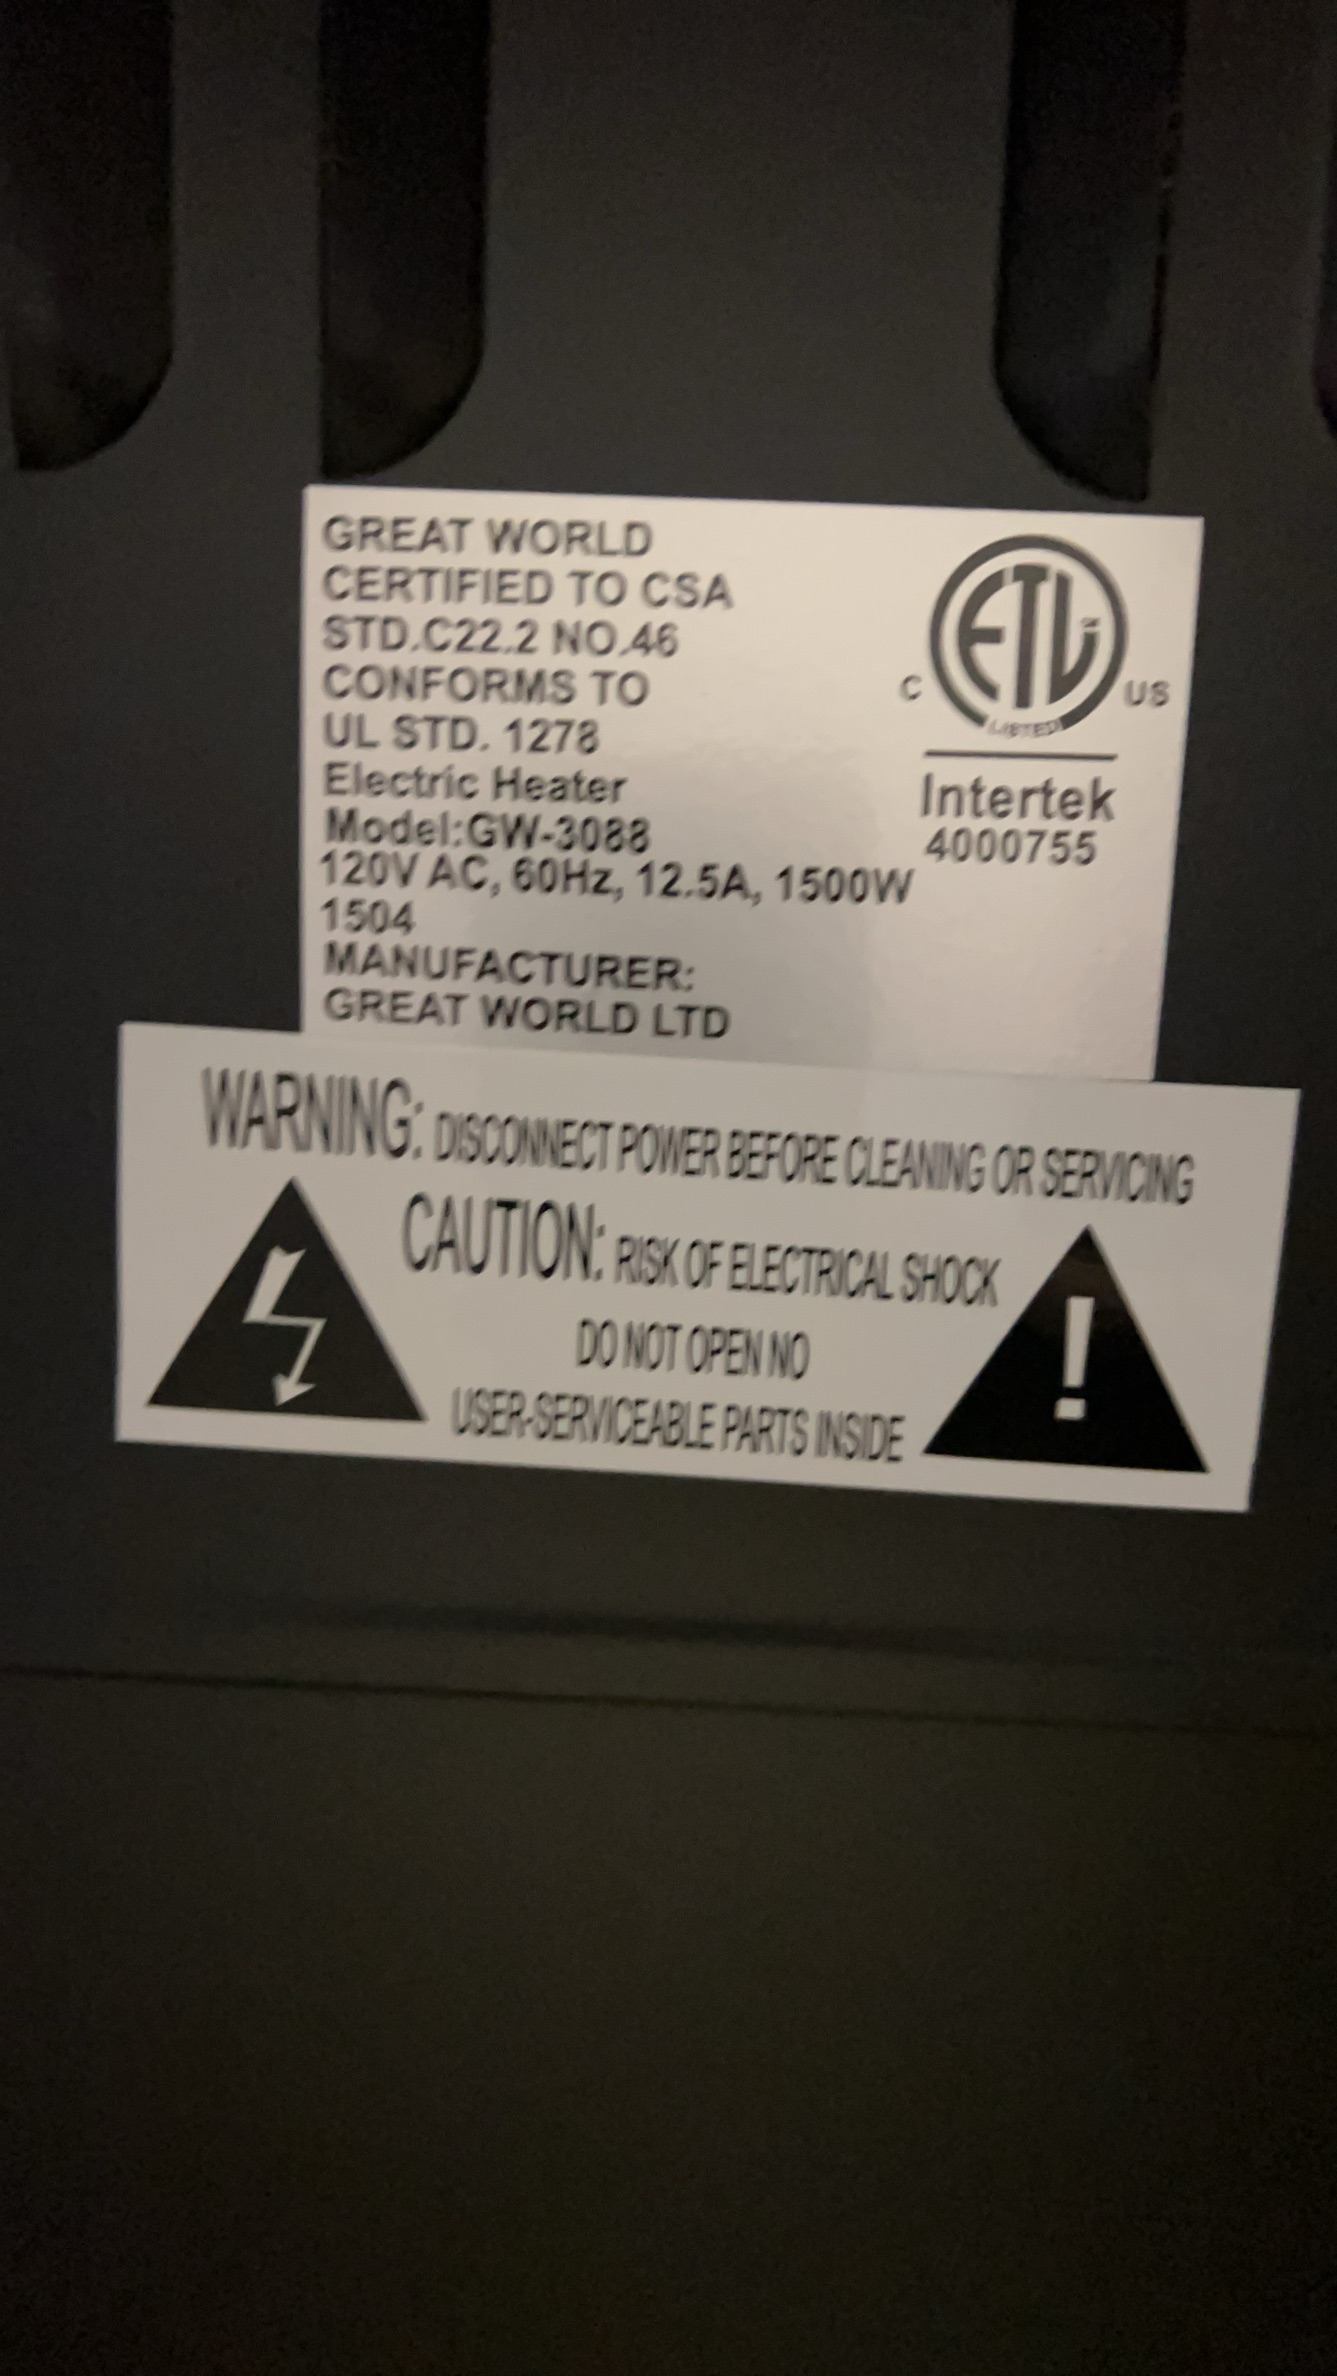 GREAT WORLD
CERTIFIED TO CSA
STD.C22.2 NO.46
CONFORMS TO
UL STD. 1278
Electric Heater
Model:GW-3088
120V AC, 60Hz, 12.5A, 1500W
1504
MANUFACTURER:
GREAT WORLD LTD
ETL
C US
LISTED
Intertek
4000755
WARNING: DISCONNECT POWER BEFORE CLEANING OR SERVICING
CAUTION: RISK OF ELECTRICAL SHOCK
DO NOT OPEN NO
USER-SERVICEABLE PARTS INSIDE
!